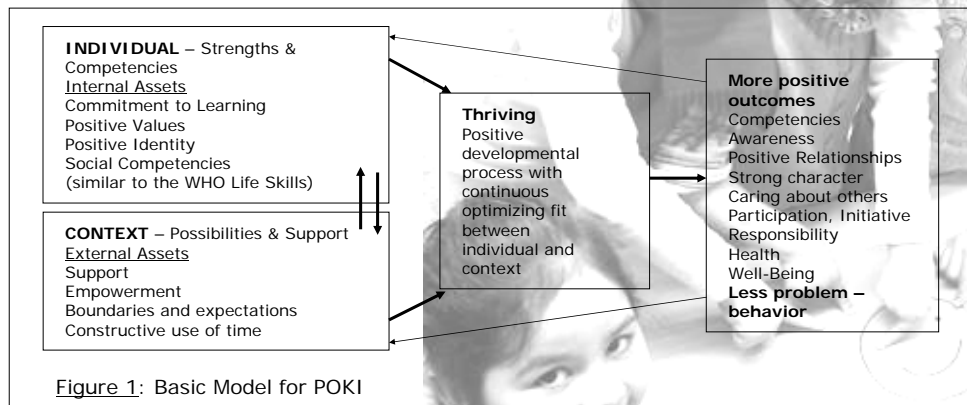 INDIVIDUAL – Strengths &
Competencies
Internal Assets
Commitment to Learning
Positive Values
Positive Identity
Social Competencies
(similar to the WHO Life Skills)
CONTEXT – Possibilities & Support
External Assets
Support
Empowerment
Boundaries and expectations
Constructive use of time
Thriving
Positive
developmental
process with
continuous
optimizing fit
between
individual and
context
More positive
outcomes
Competencies
Awareness
Positive Relationships
Strong character
Caring about others
Participation, Initiative
Responsibility
Health
Well-Being
Less problem –
behavior
Figure 1: Basic Model for POKI